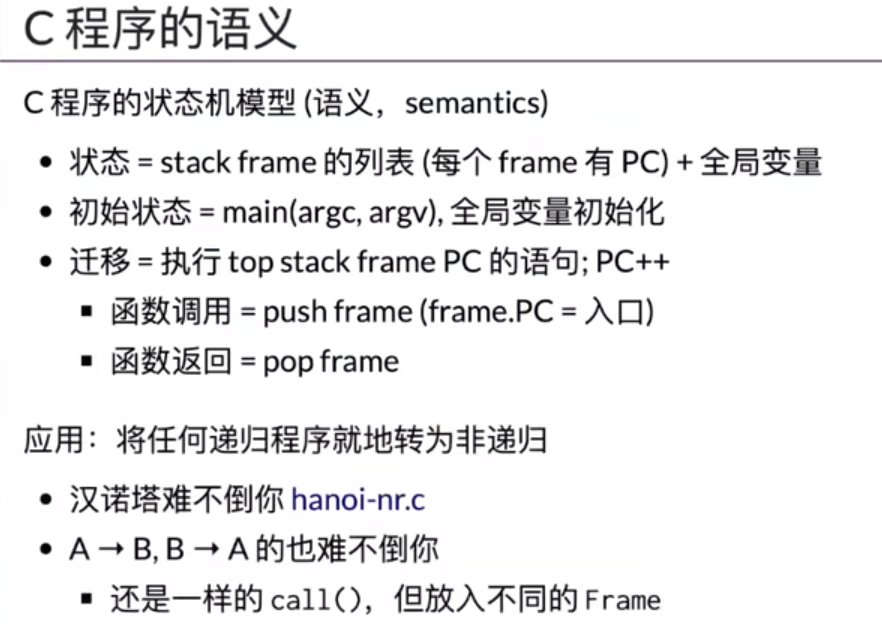 C 程序的语义
C 程序的状态机模型 (语义，semantics)
• 状态 = stack frame 的列表 (每个 frame 有 PC) + 全局变量
• 初始状态 = main(argc, argv), 全局变量初始化
• 迁移 = 执行 top stack frame PC 的语句; PC++
▪ 函数调用 = push frame (frame.PC = 入口)
▪ 函数返回 = pop frame
应用：将任何递归程序就地转为非递归
• 汉诺塔难不倒你 hanoi-nr.c
• A → B, B → A 的也难不倒你
▪ 还是一样的 call()，但放入不同的 Frame